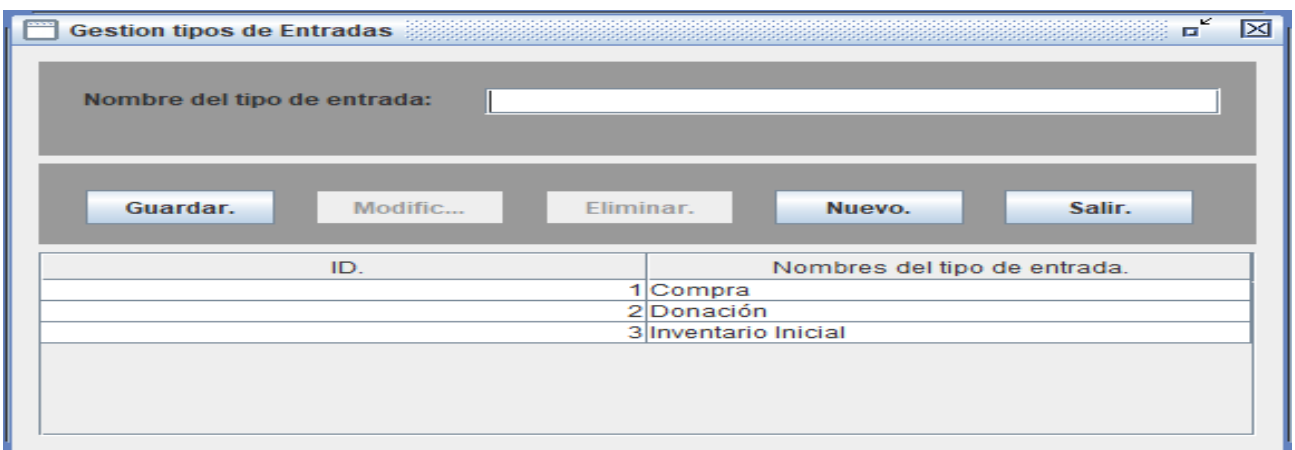 Gestion tipos de Entradas
Nombre del tipo de entrada:
Guardar. Modific... Eliminar. Nuevo. Salir.
ID. Nombres del tipo de entrada.
1 Compra
2 Donación
3 Inventario Inicial